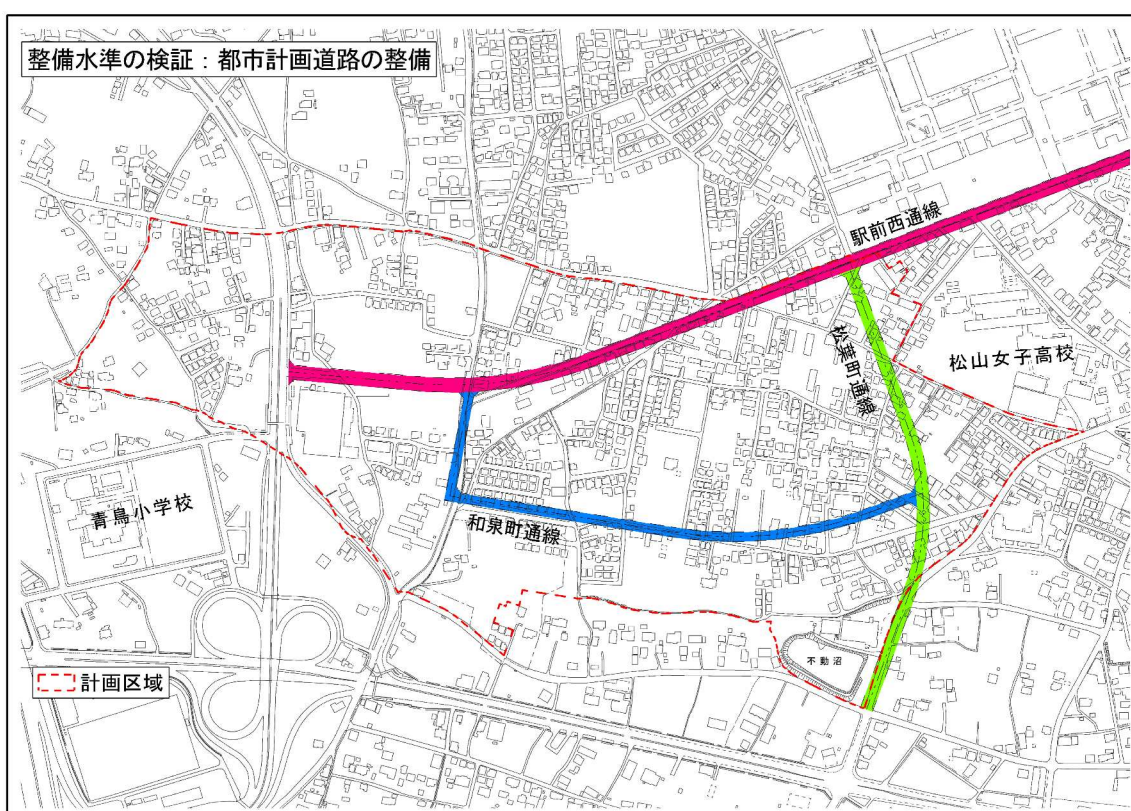 整備水準の検証：都市計画道路の整備
駅前西通線
松葉町通線
松山女子高校
青鳥小学校
和泉町通線
不動沼
計画区域